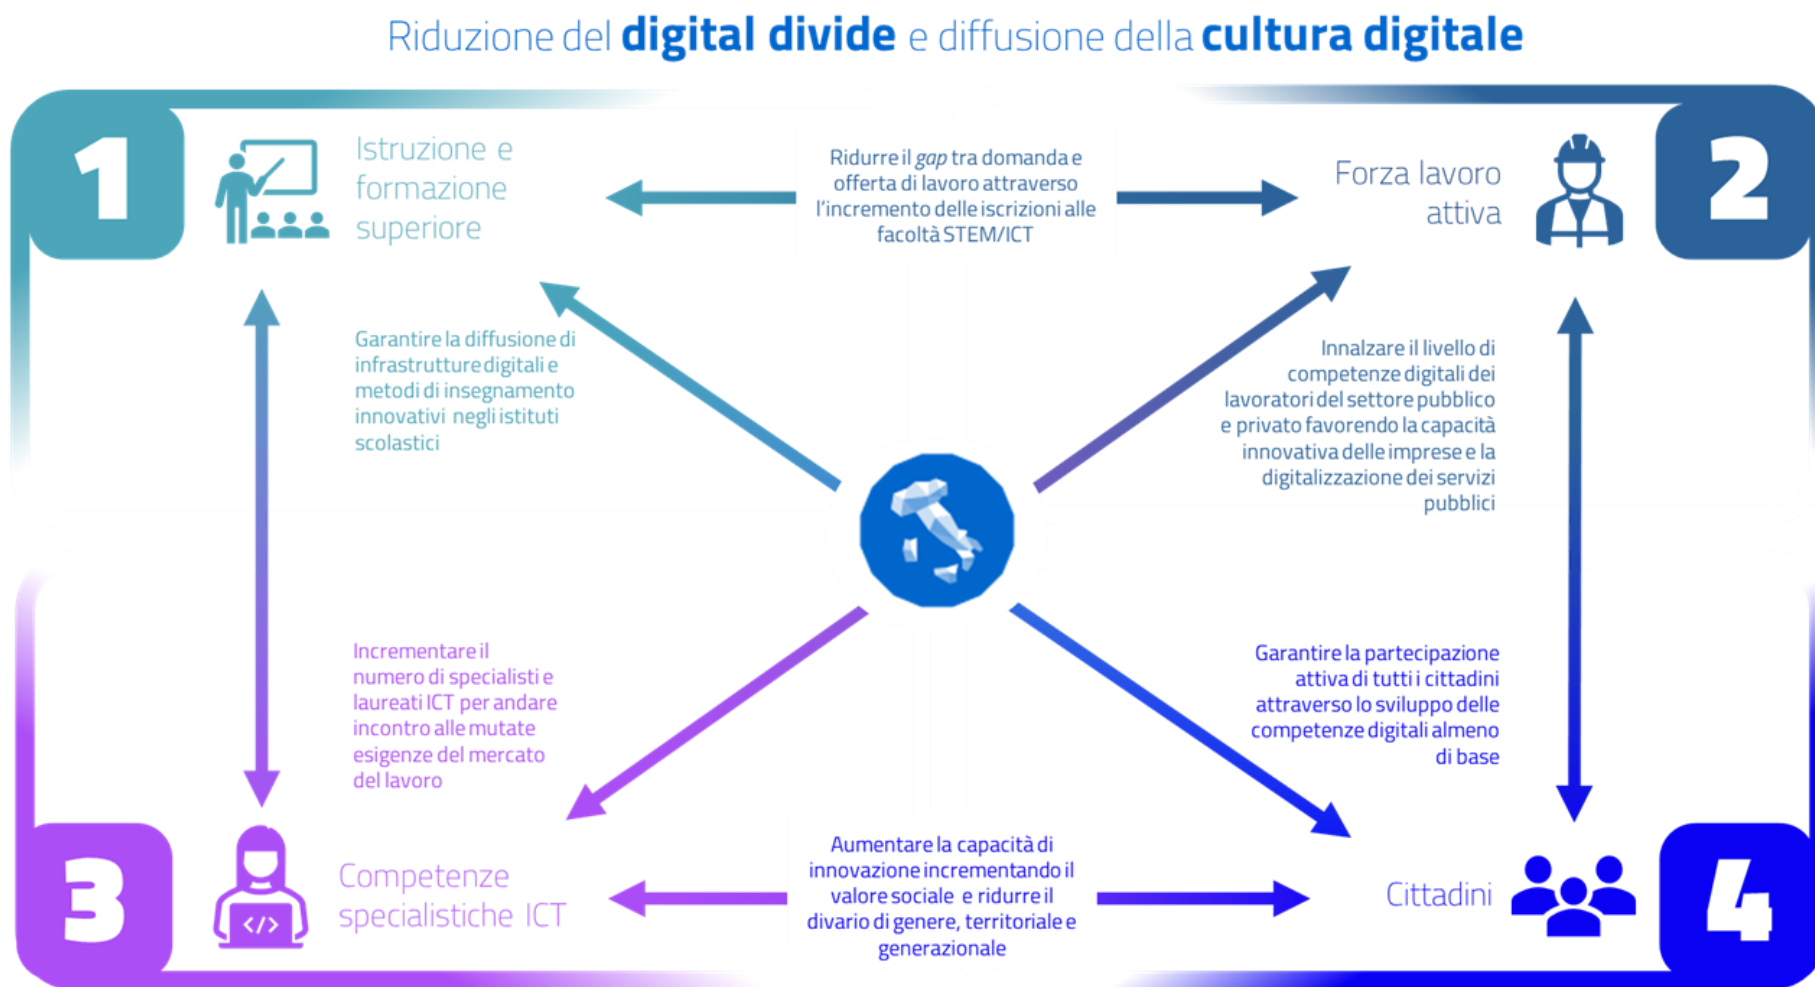 Riduzione del digital divide e diffusione della cultura digitale
1
Istruzione e
formazione
superiore
Ridurre il gap tra domanda e
offerta di lavoro attraverso
l'incremento delle iscrizioni alle
facoltà STEM/ICT
Forza lavoro
attiva
2
Garantire la diffusione di
infrastrutture digitali e
metodi di insegnamento
innovativi negli istituti
scolastici
Innalzare il livello di
competenze digitali dei
lavoratori del settore pubblico
e privato favorendo la capacità
innovativa delle imprese e la
digitalizzazione dei servizi
pubblici
Incrementare il
numero di specialisti e
laureati ICT per andare
incontro alle mutate
esigenze del mercato
del lavoro
Garantire la partecipazione
attiva di tutti i cittadini
attraverso lo sviluppo delle
competenze digitali almeno
di base
3
</>
Competenze
specialistiche ICT
Aumentare la capacità di
innovazione incrementando il
valore sociale e ridurre il
divario di genere, territoriale e
generazionale
Cittadini
4